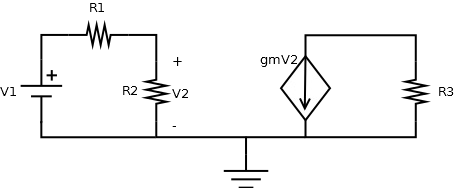 R1
+
V1
R2
+
V2
-
gmV2
R3